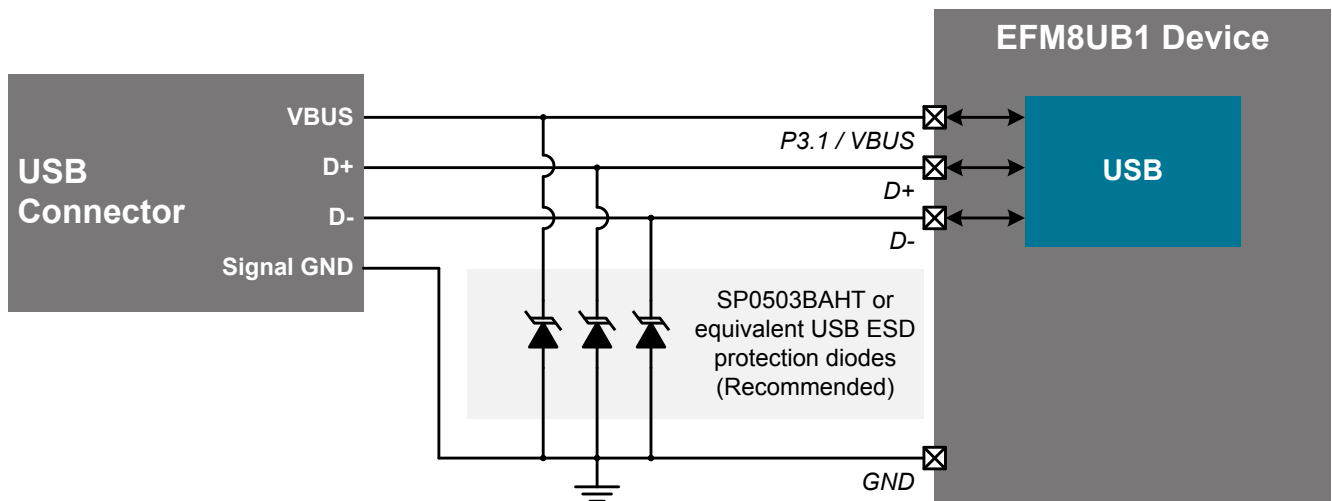 EFM8UB1 Device
USB
Connector
VBUS
D+
D-
Signal GND
P3.1 / VBUS
D+
D-
USB
SP0503BAHT or
equivalent USB ESD
protection diodes
(Recommended)
GND